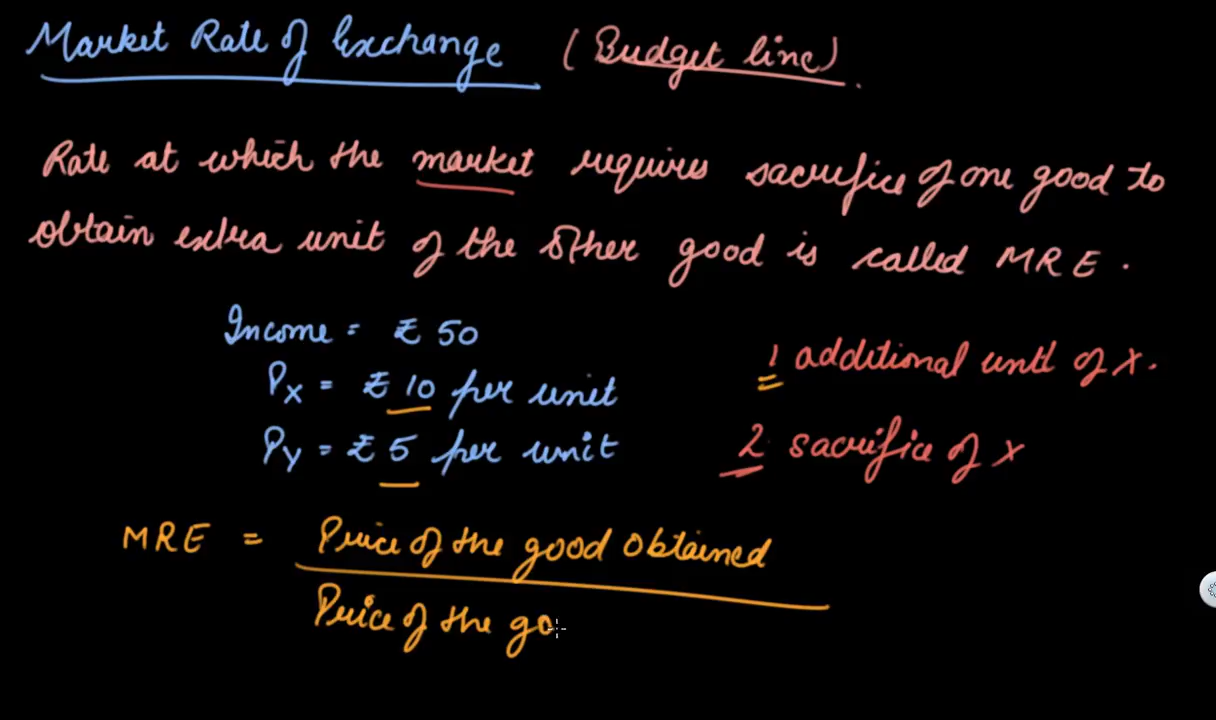 Market Rate of Exchange (Budget line).
Rate at which the market requires sacrifice of one good to
obtain extra unit of the other good is called MRE.
Income = ₹ 50
Px = ₹ 10 per unit
Py = ₹ 5 per unit
1 additional unit of X.
2 sacrifice of X
MRE = Price of the good obtained
Price of the go